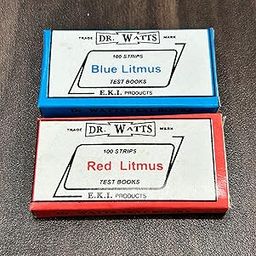 TRADE DR. WATTS MARK
100 STRIPS
Blue Litmus
TEST BOOKS
E.K.I. PRODUCTS
TRADE DR. WATTS MARK
100 STRIPS
Red Litmus
TEST BOOKS
E.K.I. PRODUCTS